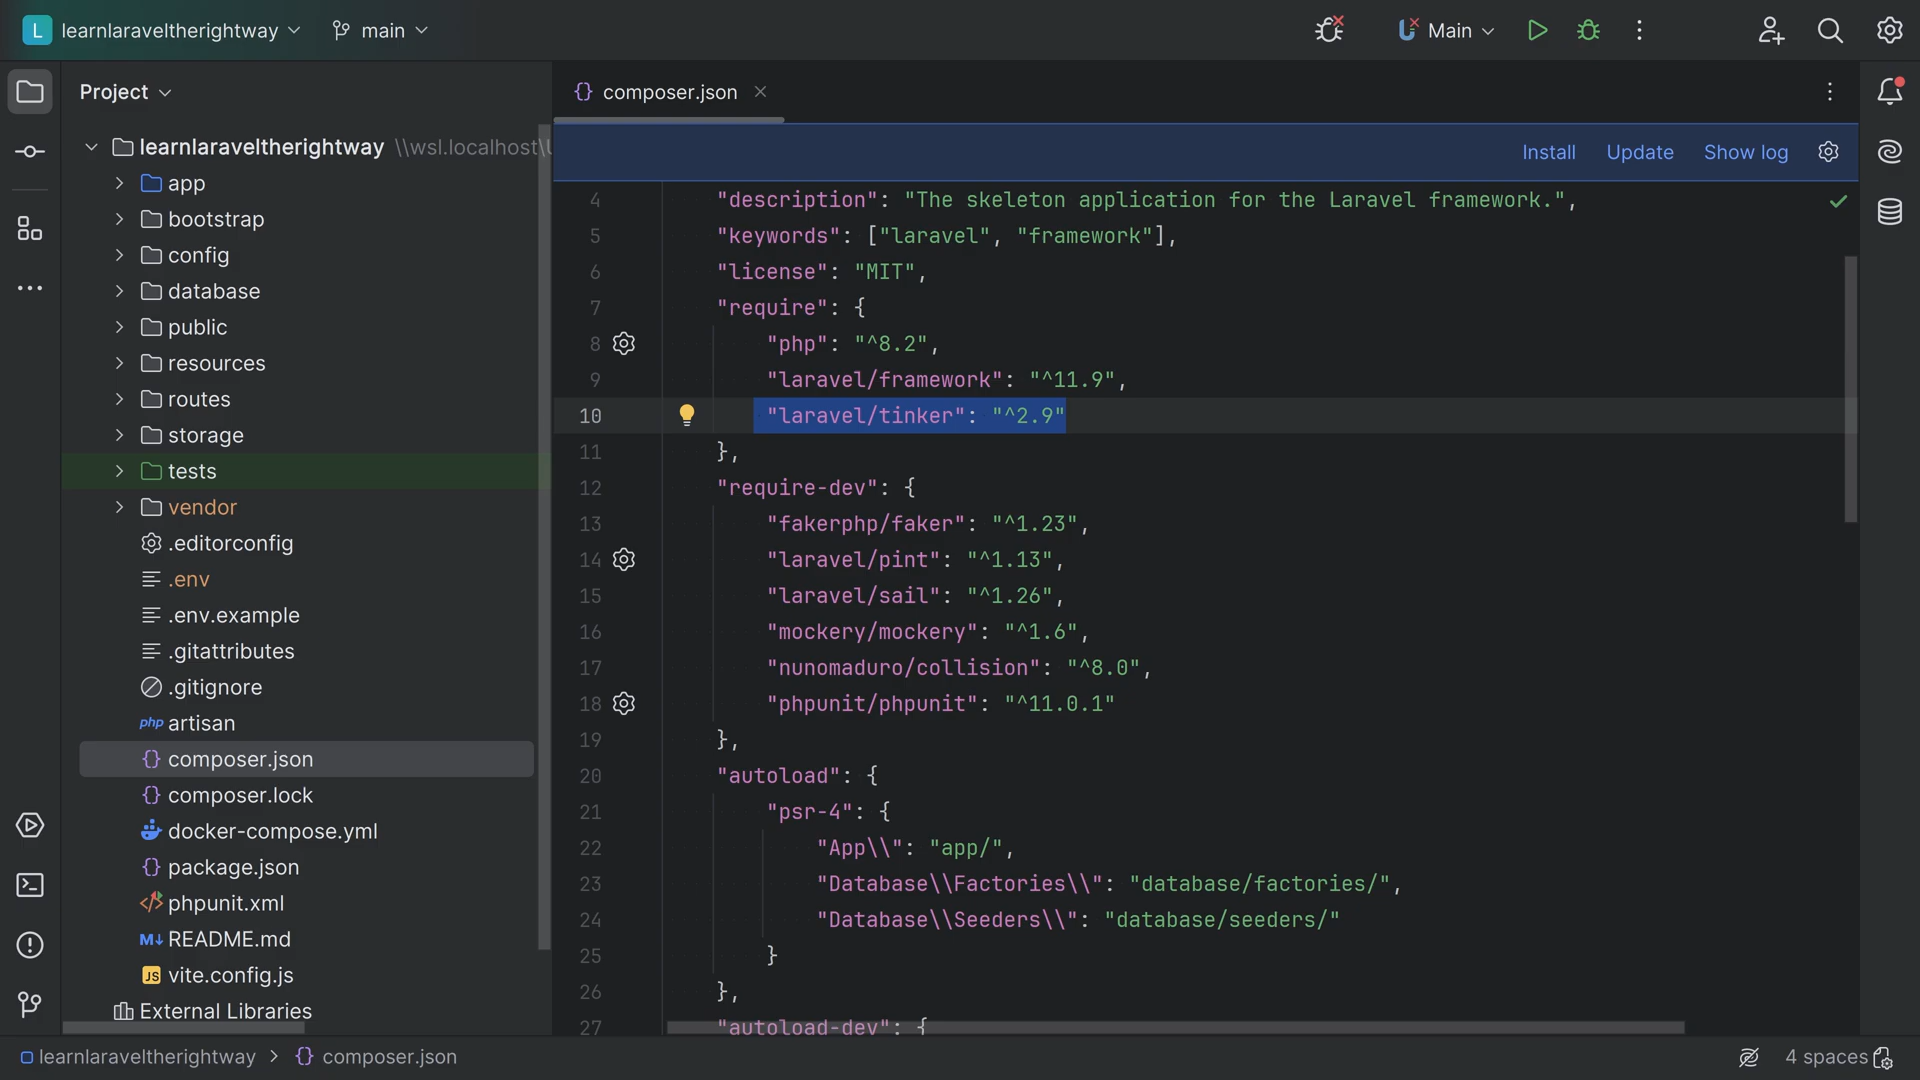 L learnlaraveltherightway main Main
Project
composer.json
learnlaraveltherightway \\wsl.localhost\
app
bootstrap
config
database
public
resources
routes
storage
tests
vendor
.editorconfig
.env
.env.example
.gitattributes
.gitignore
php artisan
{} composer.json
{} composer.lock
docker-compose.yml
{} package.json
phpunit.xml
M↓ README.md
JS vite.config.js
External Libraries
{} composer.json
Install Update Show log
4 "description": "The skeleton application for the Laravel framework.",
5 "keywords": ["laravel", "framework"],
6 "license": "MIT",
7 "require": {
8 "php": "^8.2",
9 "laravel/framework": "^11.9",
10 "laravel/tinker": "^2.9"
11 },
12 "require-dev": {
13 "fakerphp/faker": "^1.23",
14 "laravel/pint": "^1.13",
15 "laravel/sail": "^1.26",
16 "mockery/mockery": "^1.6",
17 "nunomaduro/collision": "^8.0",
18 "phpunit/phpunit": "^11.0.1"
19 },
20 "autoload": {
21 "psr-4": {
22 "App\\": "app/",
23 "Database\\Factories\\": "database/factories/",
24 "Database\\Seeders\\": "database/seeders/"
25 }
26 },
27 "autoload-dev": {
learnlaraveltherightway > {} composer.json
4 spaces